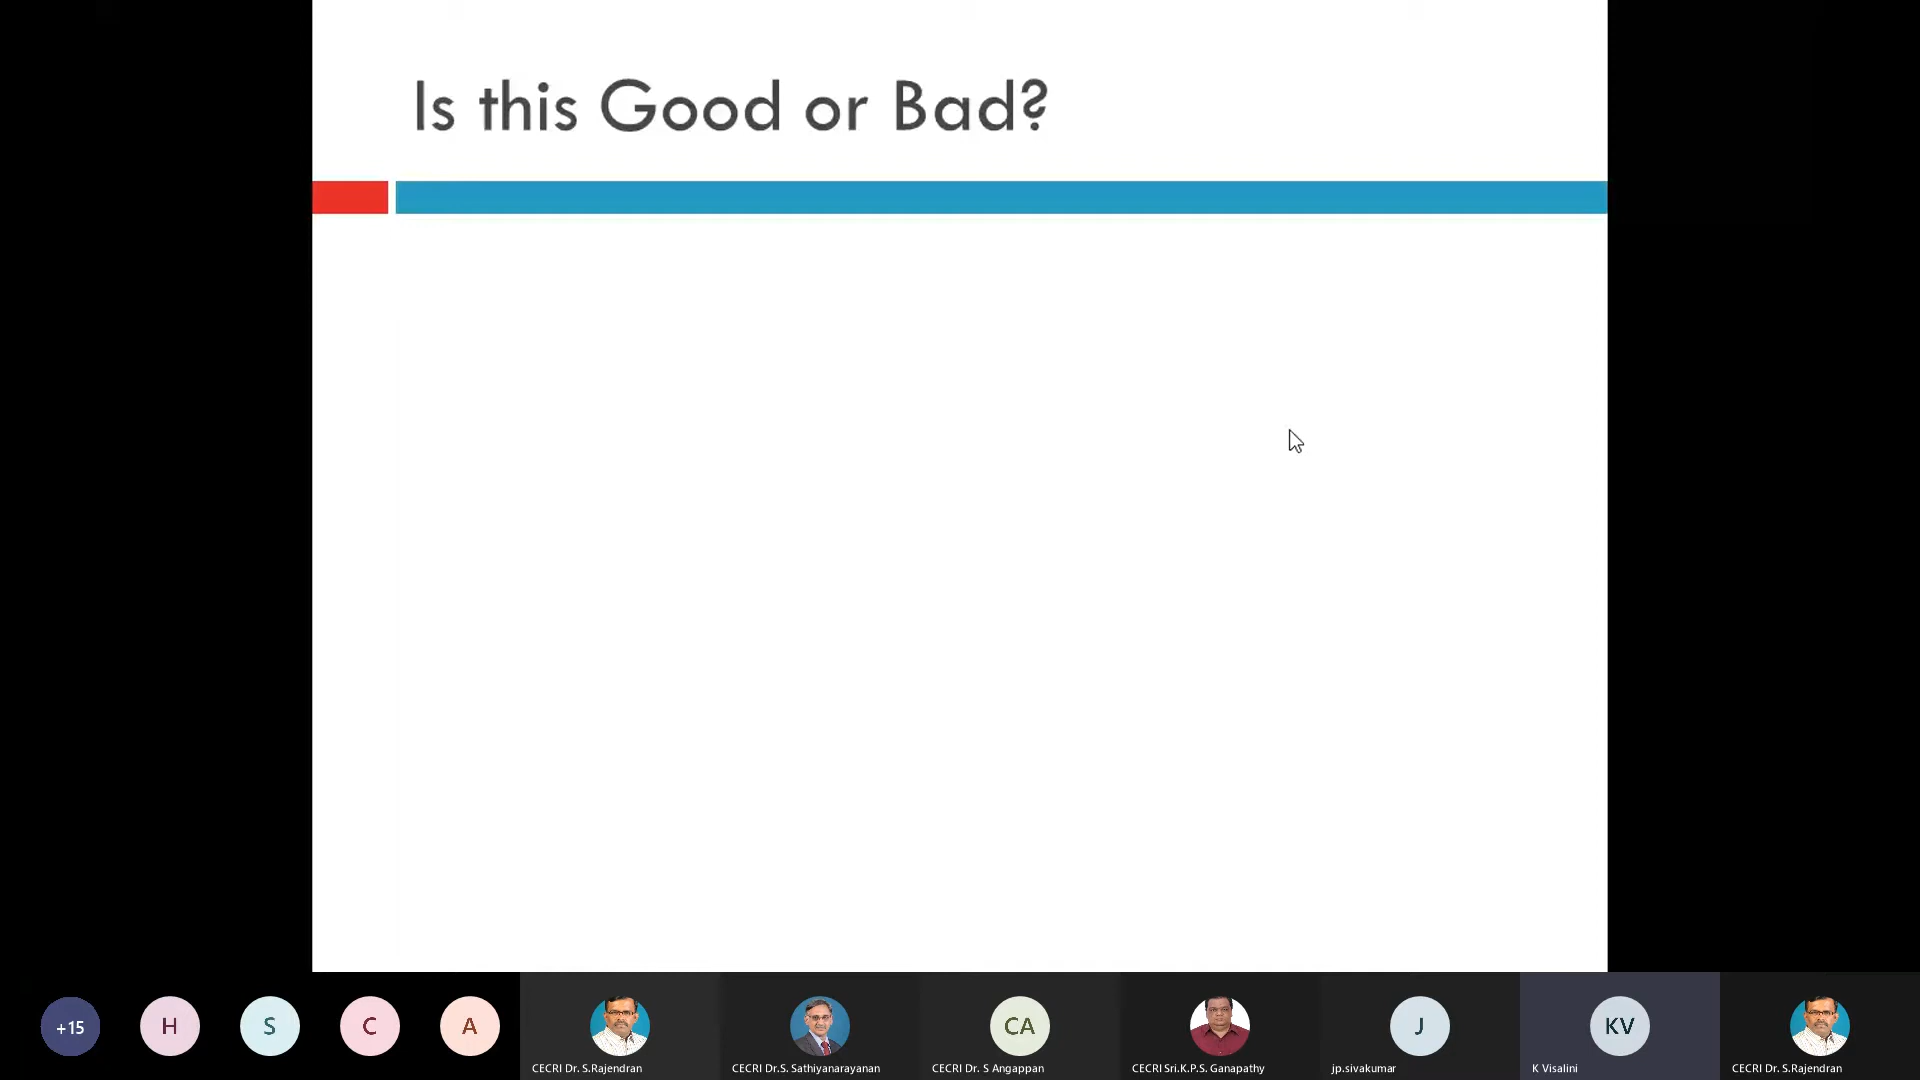 Is this Good or Bad?
+15
H
S
C
A
CA
J
KV
CECRI Dr. S.Rajendran
CECRI Dr.S. Sathiyanarayanan
CECRI Dr. S Angappan
CECRI Sri.K.P.S. Ganapathy
jp.sivakumar
K Visalini
CECRI Dr. S.Rajendran